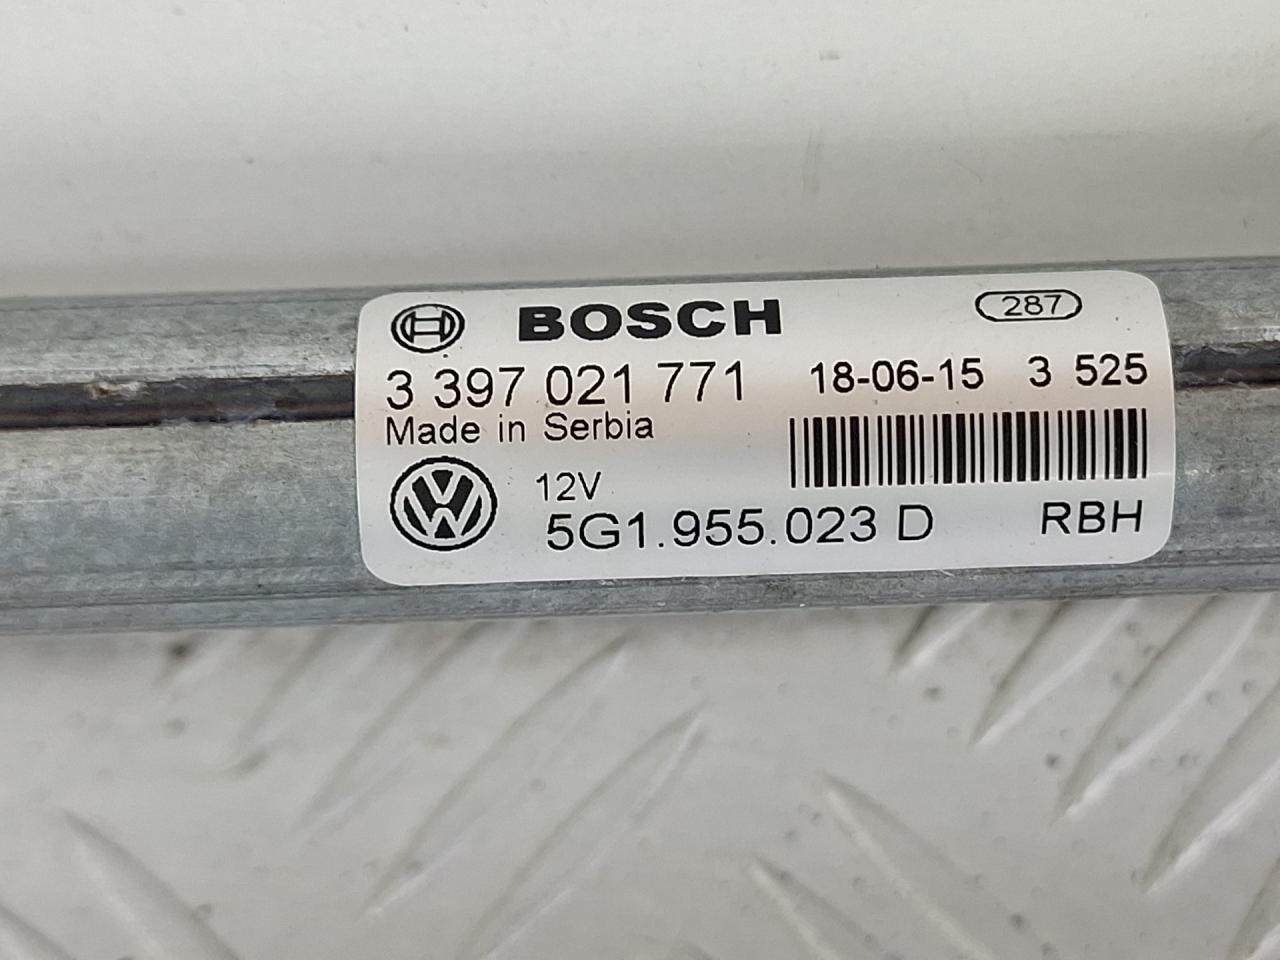 BOSCH 287
3 397 021 771 18-06-15 3 525
Made in Serbia
12V
5G1.955.023 D RBH